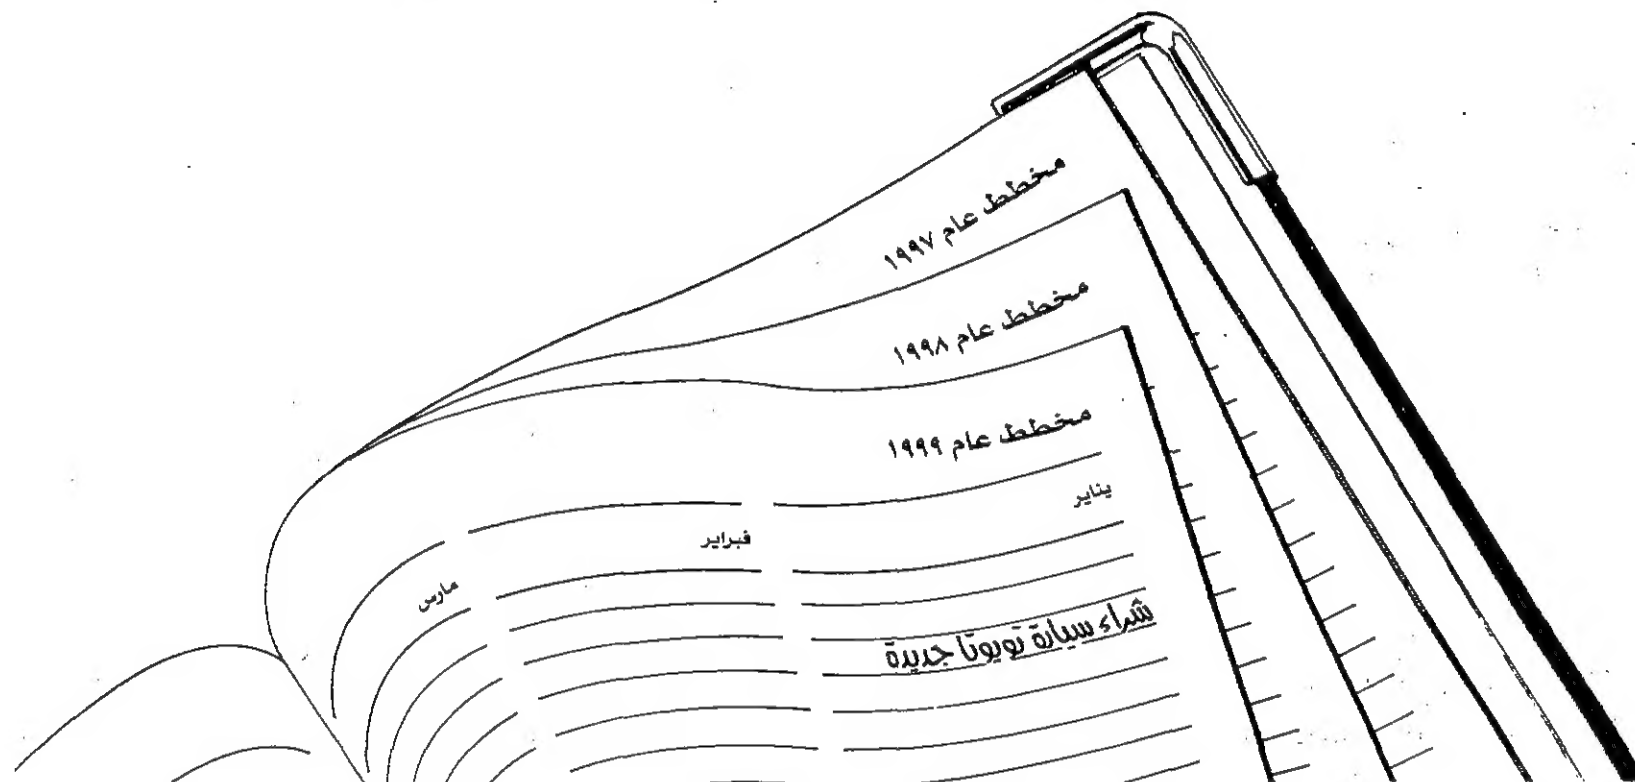 مخطط عام ١٩٩٧
مخطط عام ١٩٩٨
مخطط عام ١٩٩٩
يناير
فبراير
مارس
شراء سيارة تويوتا جديدة